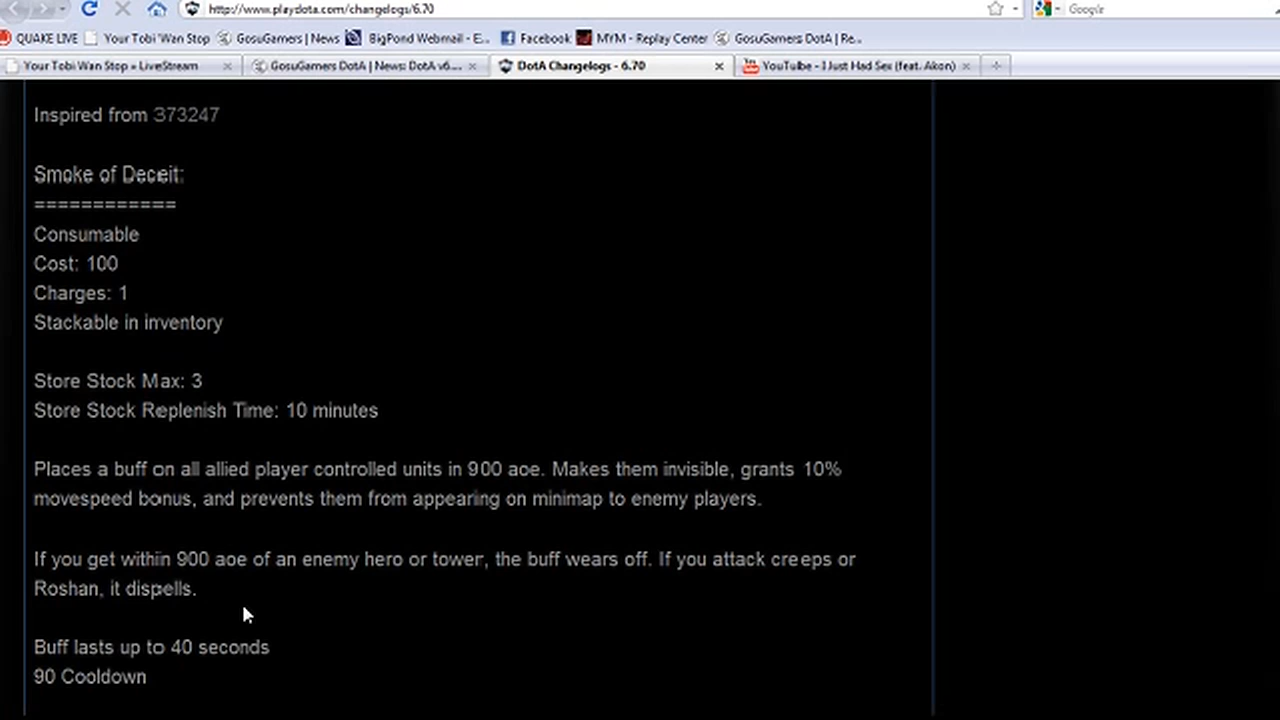 http://www.playdota.com/changelogs/6.70
Google
QUAKE LIVE
Your Tobi Wan Stop
GosuGamers | News
BigPond Webmail - E...
Facebook
MYM - Replay Center
GosuGamers DotA | Re...
Your Tobi Wan Stop » LiveStream
GosuGamers DotA | News: DotA v6....
DotA Changelogs - 6.70
YouTube - I Just Had Sex (feat. Akon)
Inspired from 373247
Smoke of Deceit:
============
Consumable
Cost: 100
Charges: 1
Stackable in inventory
Store Stock Max: 3
Store Stock Replenish Time: 10 minutes
Places a buff on all allied player controlled units in 900 aoe. Makes them invisible, grants 10%
movespeed bonus, and prevents them from appearing on minimap to enemy players.
If you get within 900 aoe of an enemy hero or tower, the buff wears off. If you attack creeps or
Roshan, it dispells.
Buff lasts up to 40 seconds
90 Cooldown